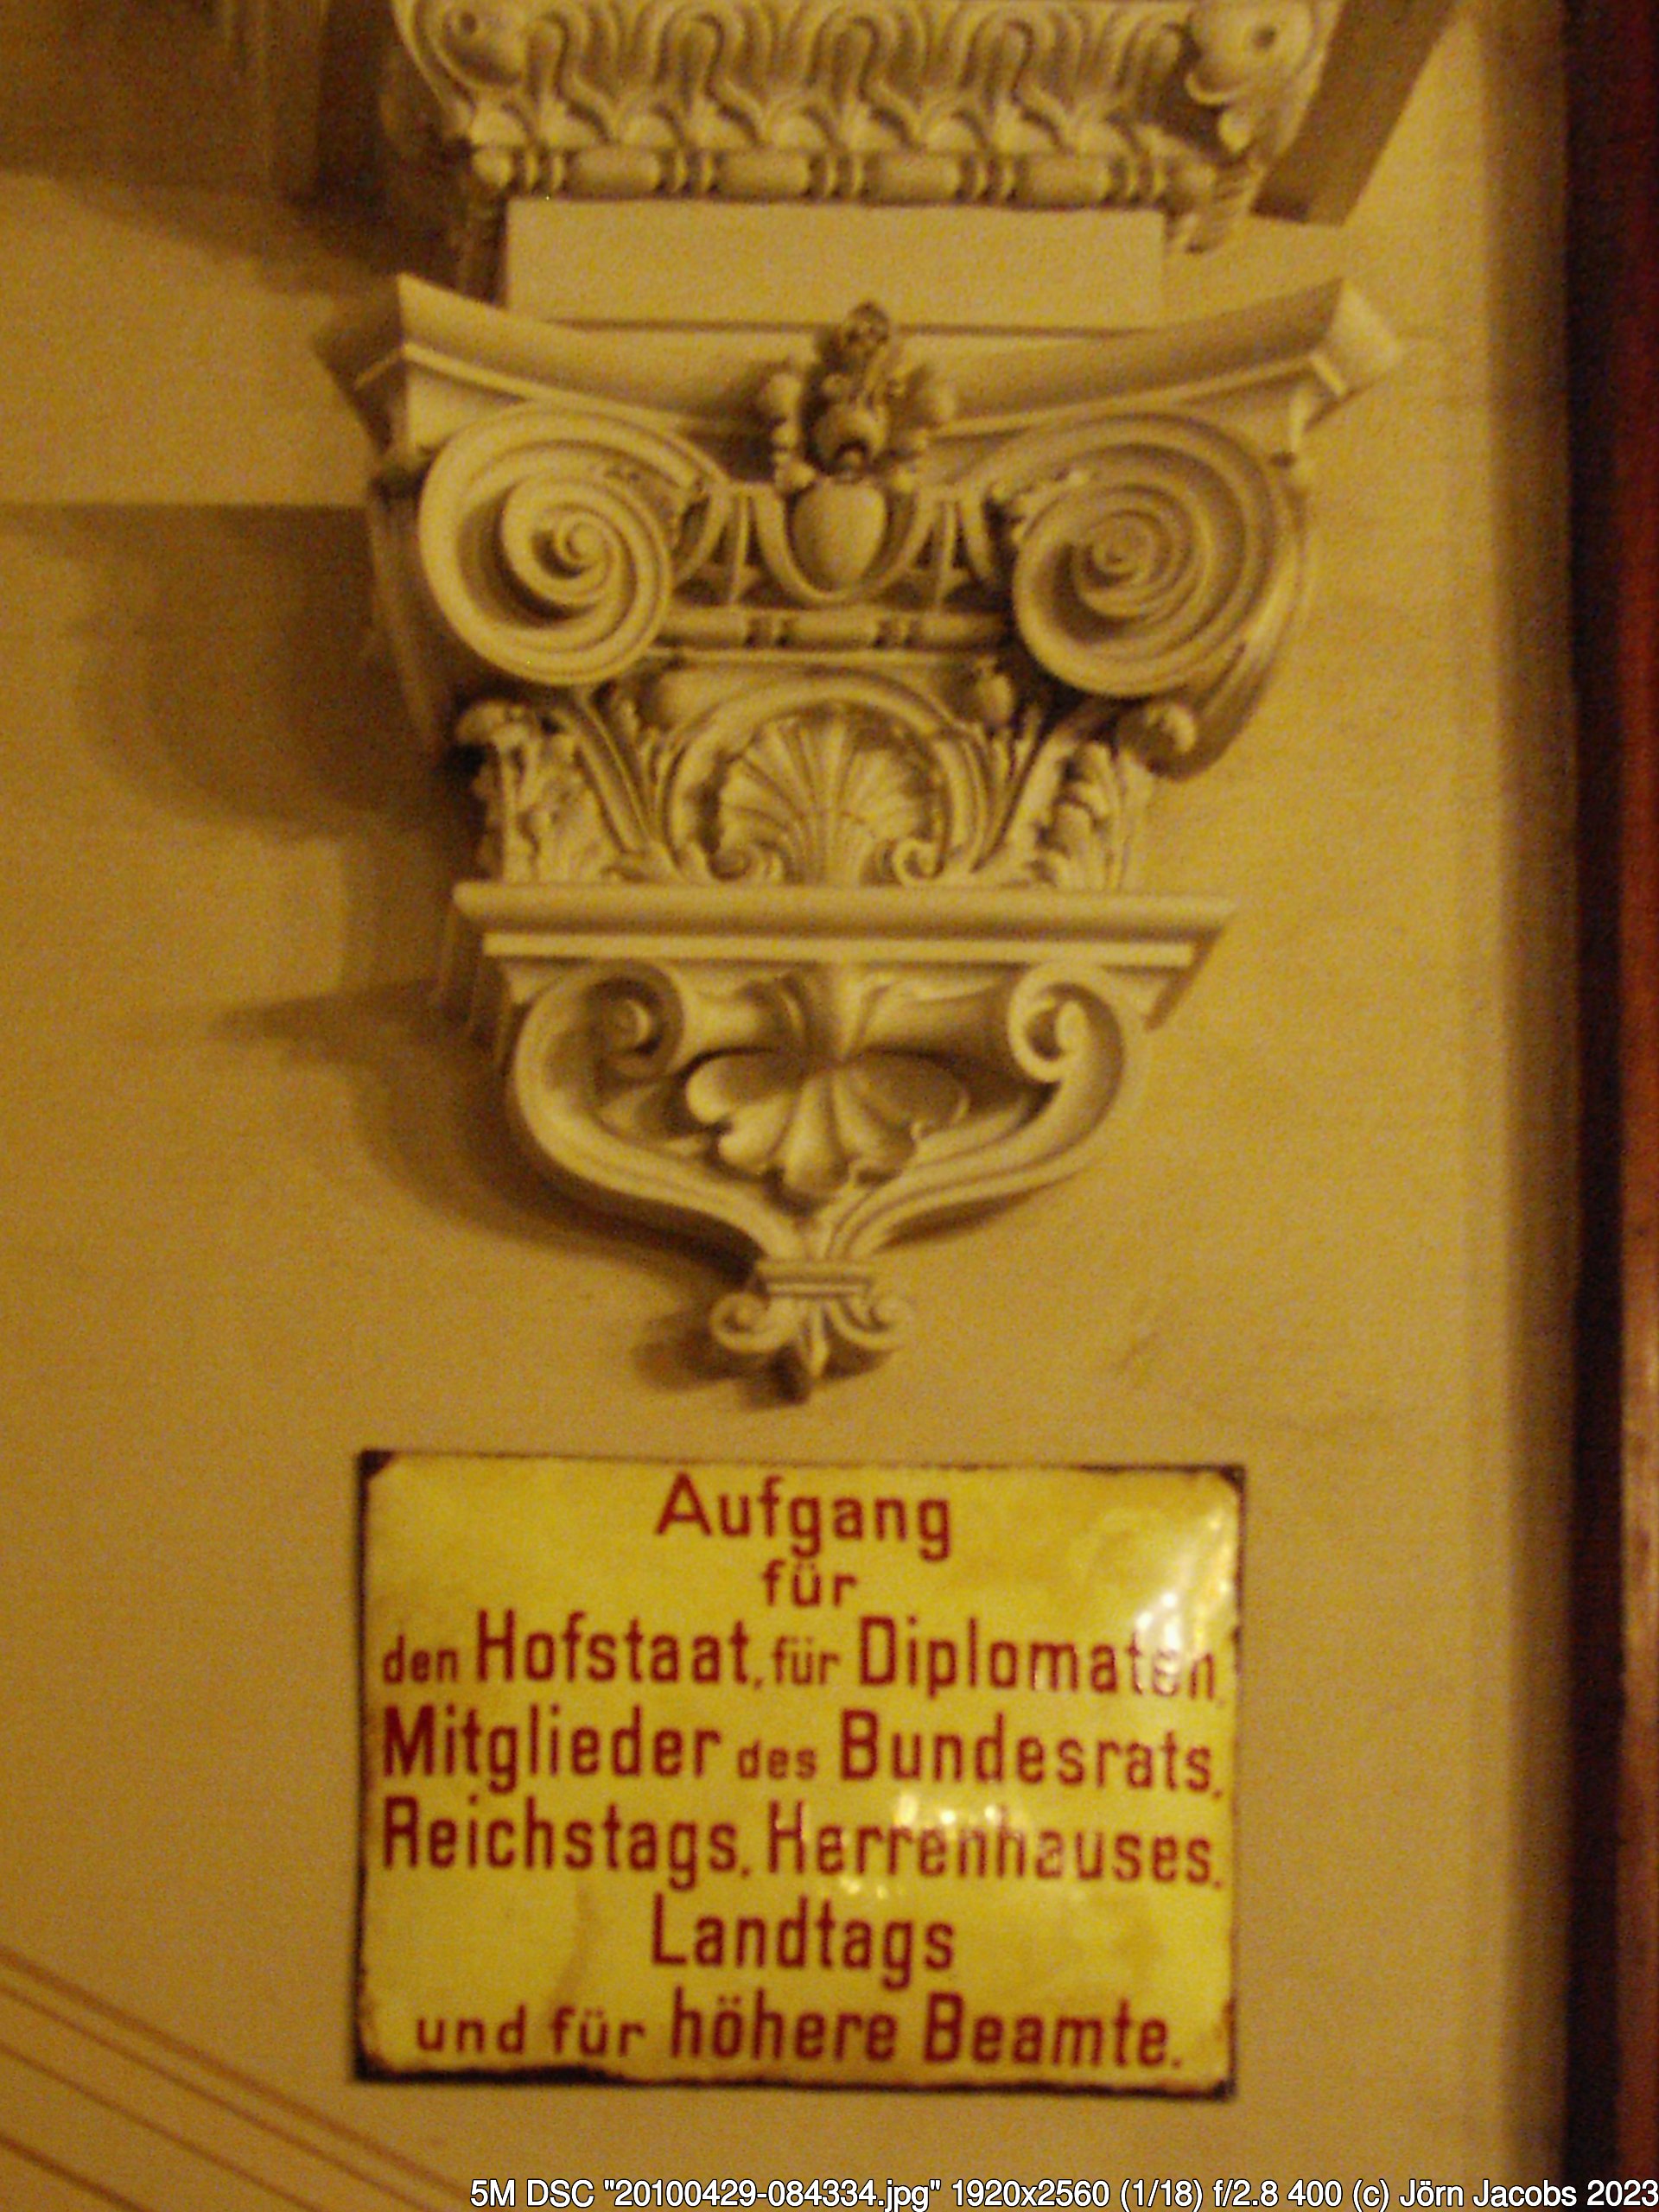 Aufgang
für
den Hofstaat, für Diplomaten,
Mitglieder des Bundesrats,
Reichstags, Herrenhauses,
Landtags
und für höhere Beamte.
5M DSC "20100429-084334.jpg" 1920x2560 (1/18) f/2.8 400 (c) Jörn Jacobs 2023